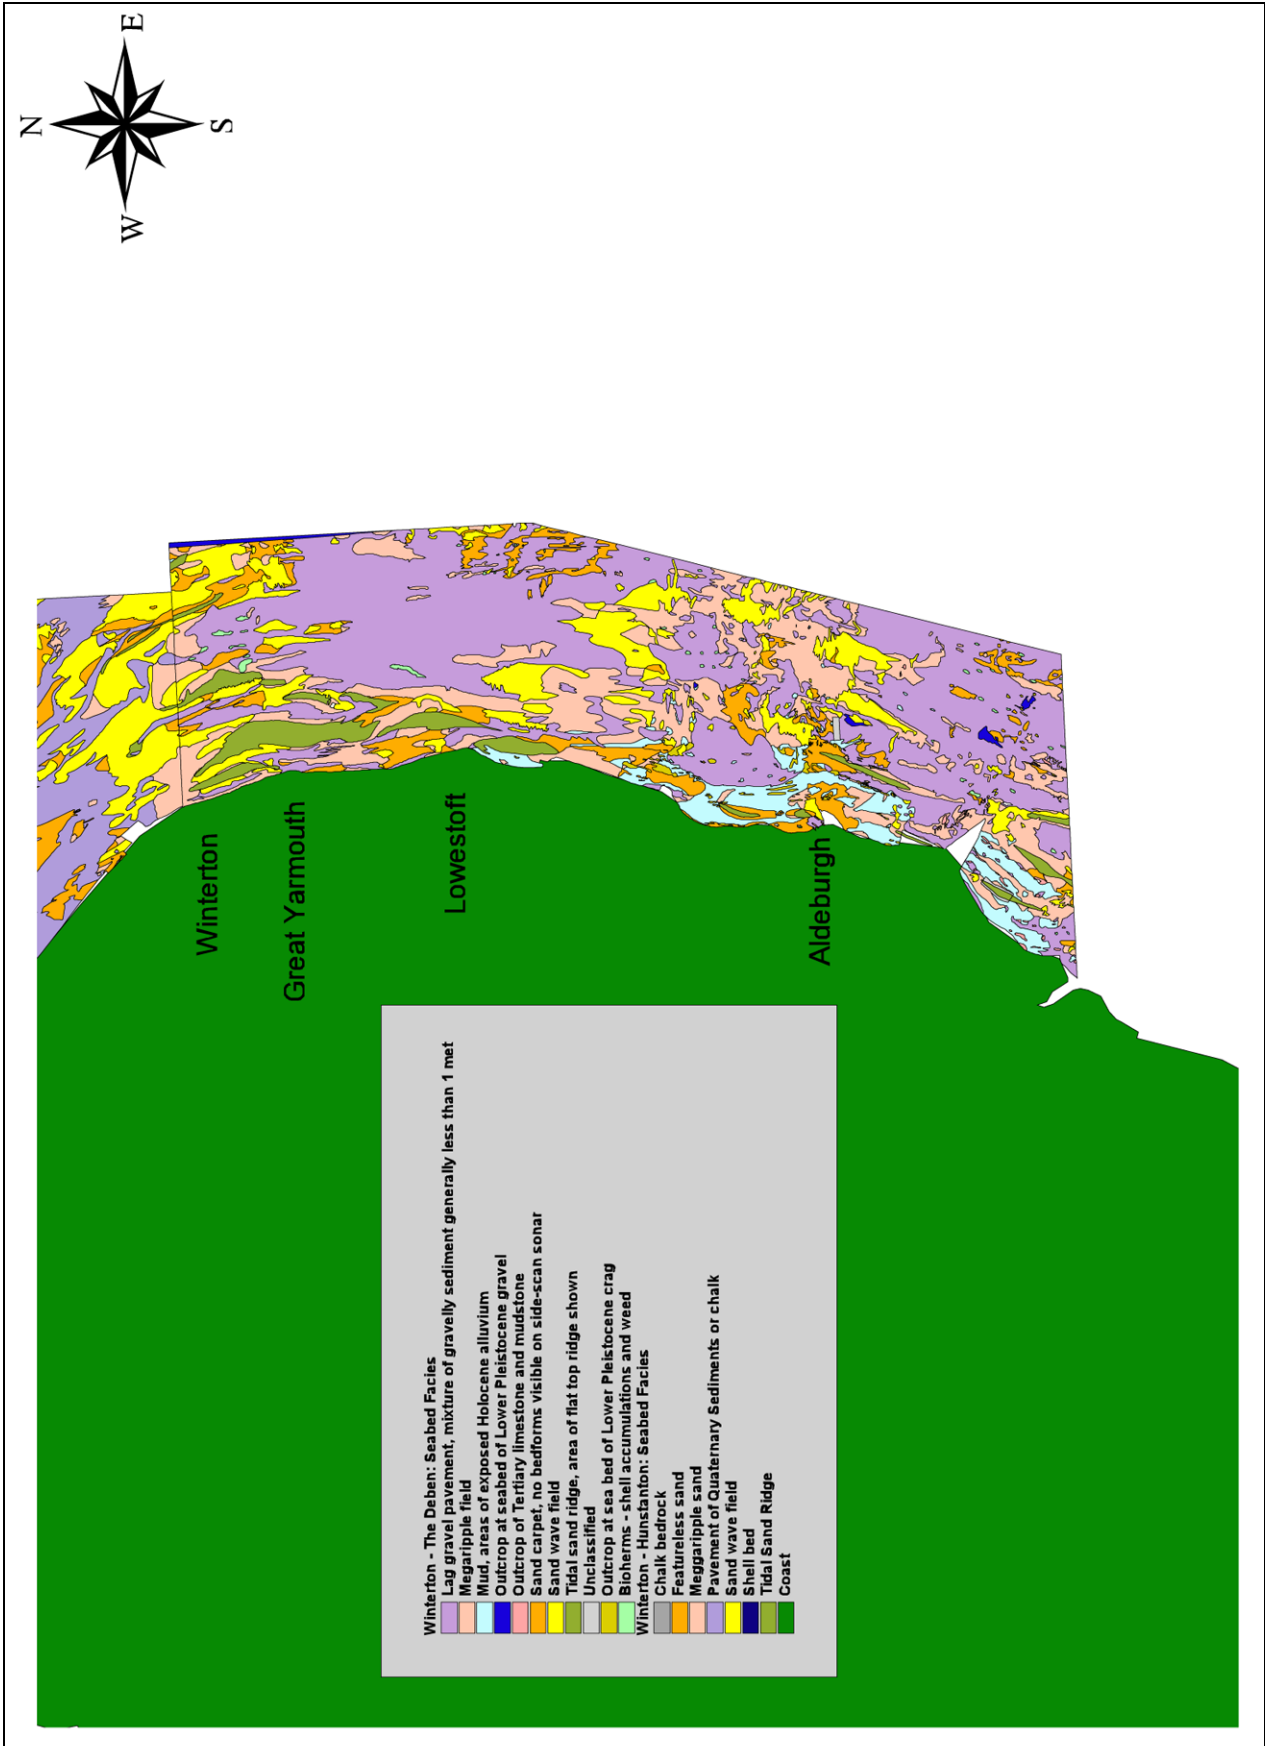 N
E
S
W
Winterton
Great Yarmouth
Lowestoft
Aldeburgh
Winterton - The Deben: Seabed Facies
Lag gravel pavement, mixture of gravelly sediment generally less than 1 met
Megaripple field
Mud, areas of exposed Holocene alluvium
Outcrop at seabed of Lower Pleistocene gravel
Outcrop of Tertiary limestone and mudstone
Sand carpet, no bedforms visible on side-scan sonar
Sand wave field
Tidal sand ridge, area of flat top ridge shown
Unclassified
Outcrop at sea bed of Lower Pleistocene crag
Bioherms - shell accumulations and weed
Winterton - Hunstanton: Seabed Facies
Chalk bedrock
Featureless sand
Meggaripple sand
Pavement of Quaternary Sediments or chalk
Sand wave field
Shell bed
Tidal Sand Ridge
Coast